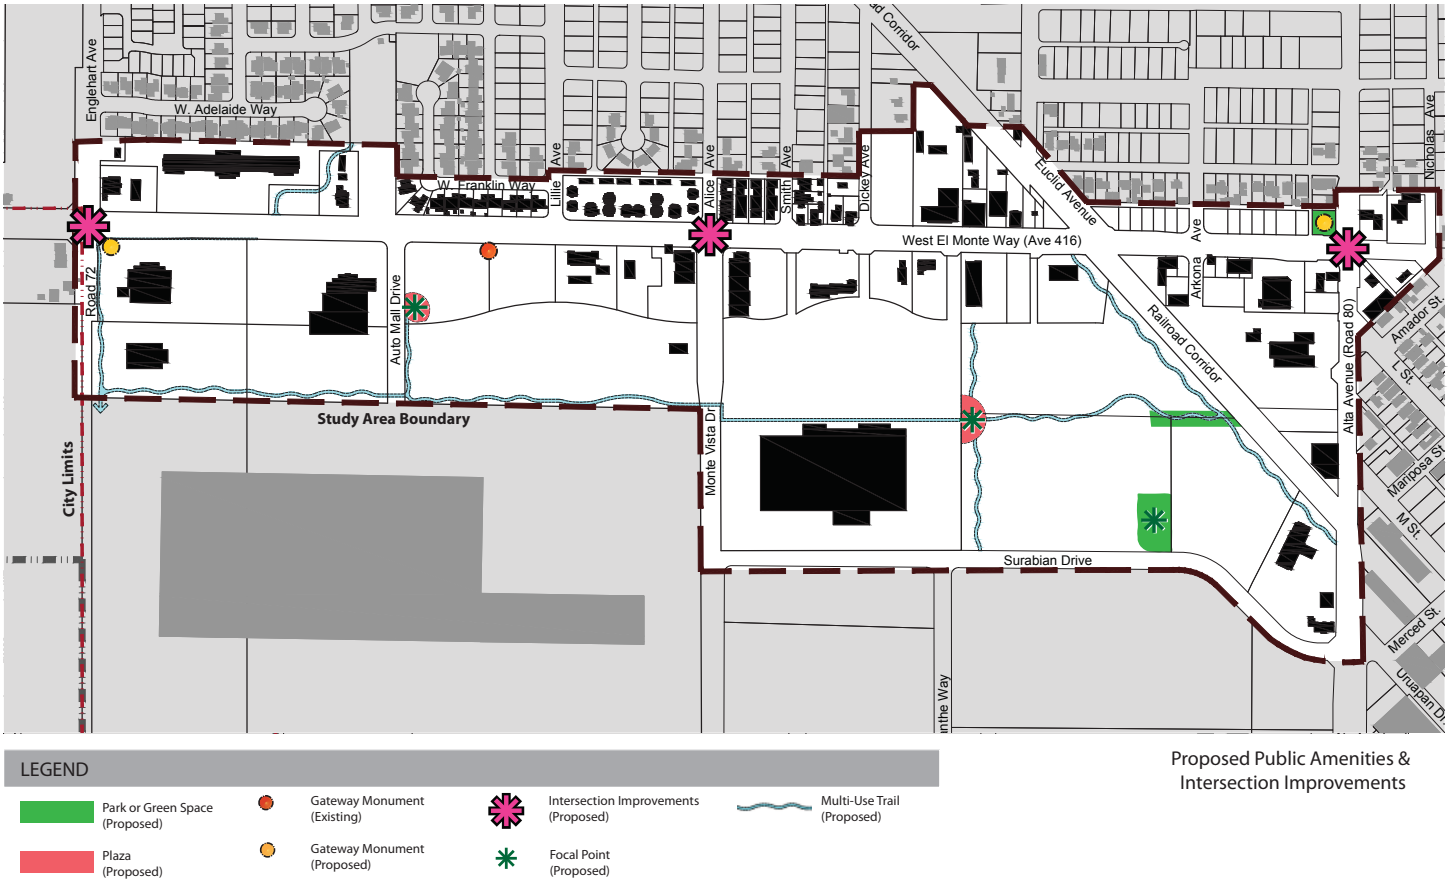 ad Corridor
Englehart Ave
W. Adelaide Way
Nicholas Ave
Lillie Ave
Alice Ave
Smith Ave
Dickey Ave
W. Franklin Way
Euclid Avenue
West El Monte Way (Ave 416)
Arkona Ave
Road 72
Auto Mall Drive
Railroad Corridor
Alta Avenue (Road 80)
Amador St.
L St.
Study Area Boundary
Monte Vista Dr
City Limits
Mariposa St
M St.
Surabian Drive
Merced St.
Uruapan Dr.
nthe Way
LEGEND
Park or Green Space
(Proposed)
Plaza
(Proposed)
Gateway Monument
(Existing)
Gateway Monument
(Proposed)
Intersection Improvements
(Proposed)
Focal Point
(Proposed)
Multi-Use Trail
(Proposed)
Proposed Public Amenities &
Intersection Improvements